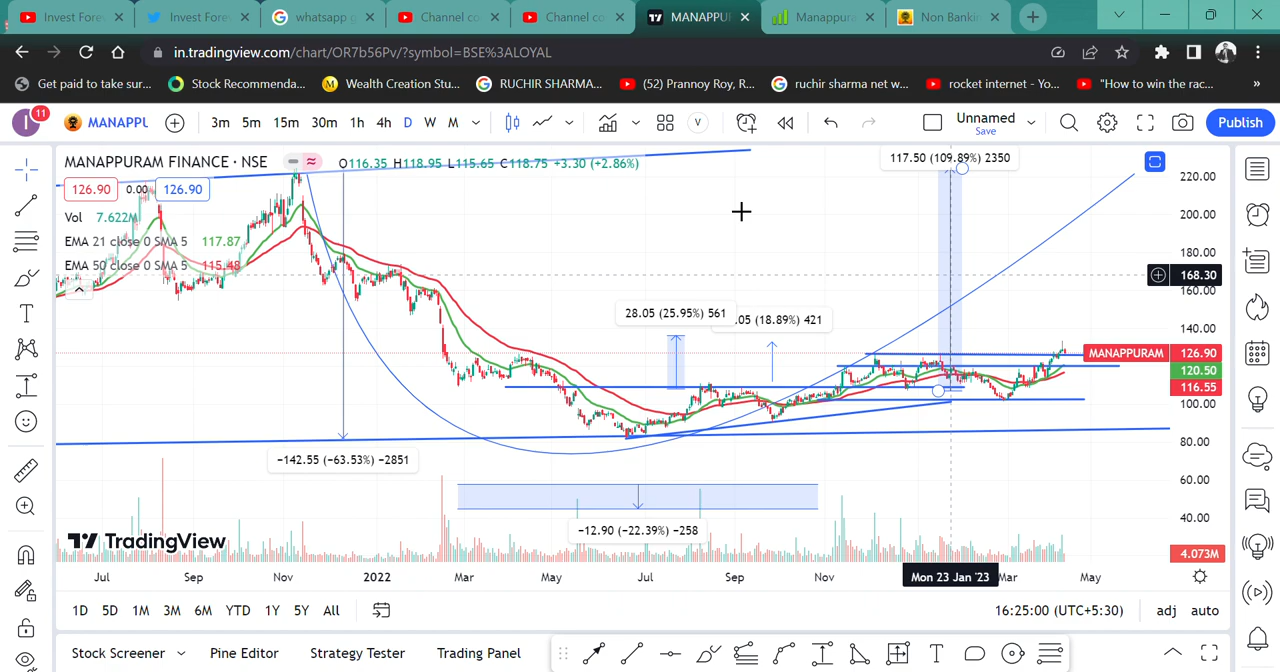 Invest Fore
Invest Fore
whatsapp g
Channel co
Channel co
MANAPPU
Manappura
Non Banki
in.tradingview.com/chart/OR7b56Pv/?symbol=BSE%3ALOYAL
Get paid to take sur...
Stock Recommenda...
Wealth Creation Stu...
RUCHIR SHARMA...
(52) Prannoy Roy, R...
ruchir sharma net w...
rocket internet - Yo...
"How to win the rac...
»
I 11
MANAPPU
3m 5m 15m 30m 1h 4h D W M
V
Unnamed
Save
Publish
MANAPPURAM FINANCE · NSE
O116.35 H118.95 L115.65 C118.75 +3.30 (+2.86%)
117.50 (109.89%) 2350
126.90 0.00 126.90
Vol 7.622M
EMA 21 close 0 SMA 5 117.87
EMA 50 close 0 SMA 5 115.48
28.05 (25.95%) 561
.05 (18.89%) 421
−142.55 (−63.53%) −2851
−12.90 (−22.39%) −258
220.00
200.00
180.00
168.30
160.00
140.00
MANAPPURAM 126.90
120.50
116.55
100.00
80.00
60.00
40.00
4.073M
TradingView
Jul Sep Nov 2022 Mar May Jul Sep Nov Mon 23 Jan '23 Mar May
1D 5D 1M 3M 6M YTD 1Y 5Y All
16:25:00 (UTC+5:30)
adj auto
Stock Screener Pine Editor Strategy Tester Trading Panel